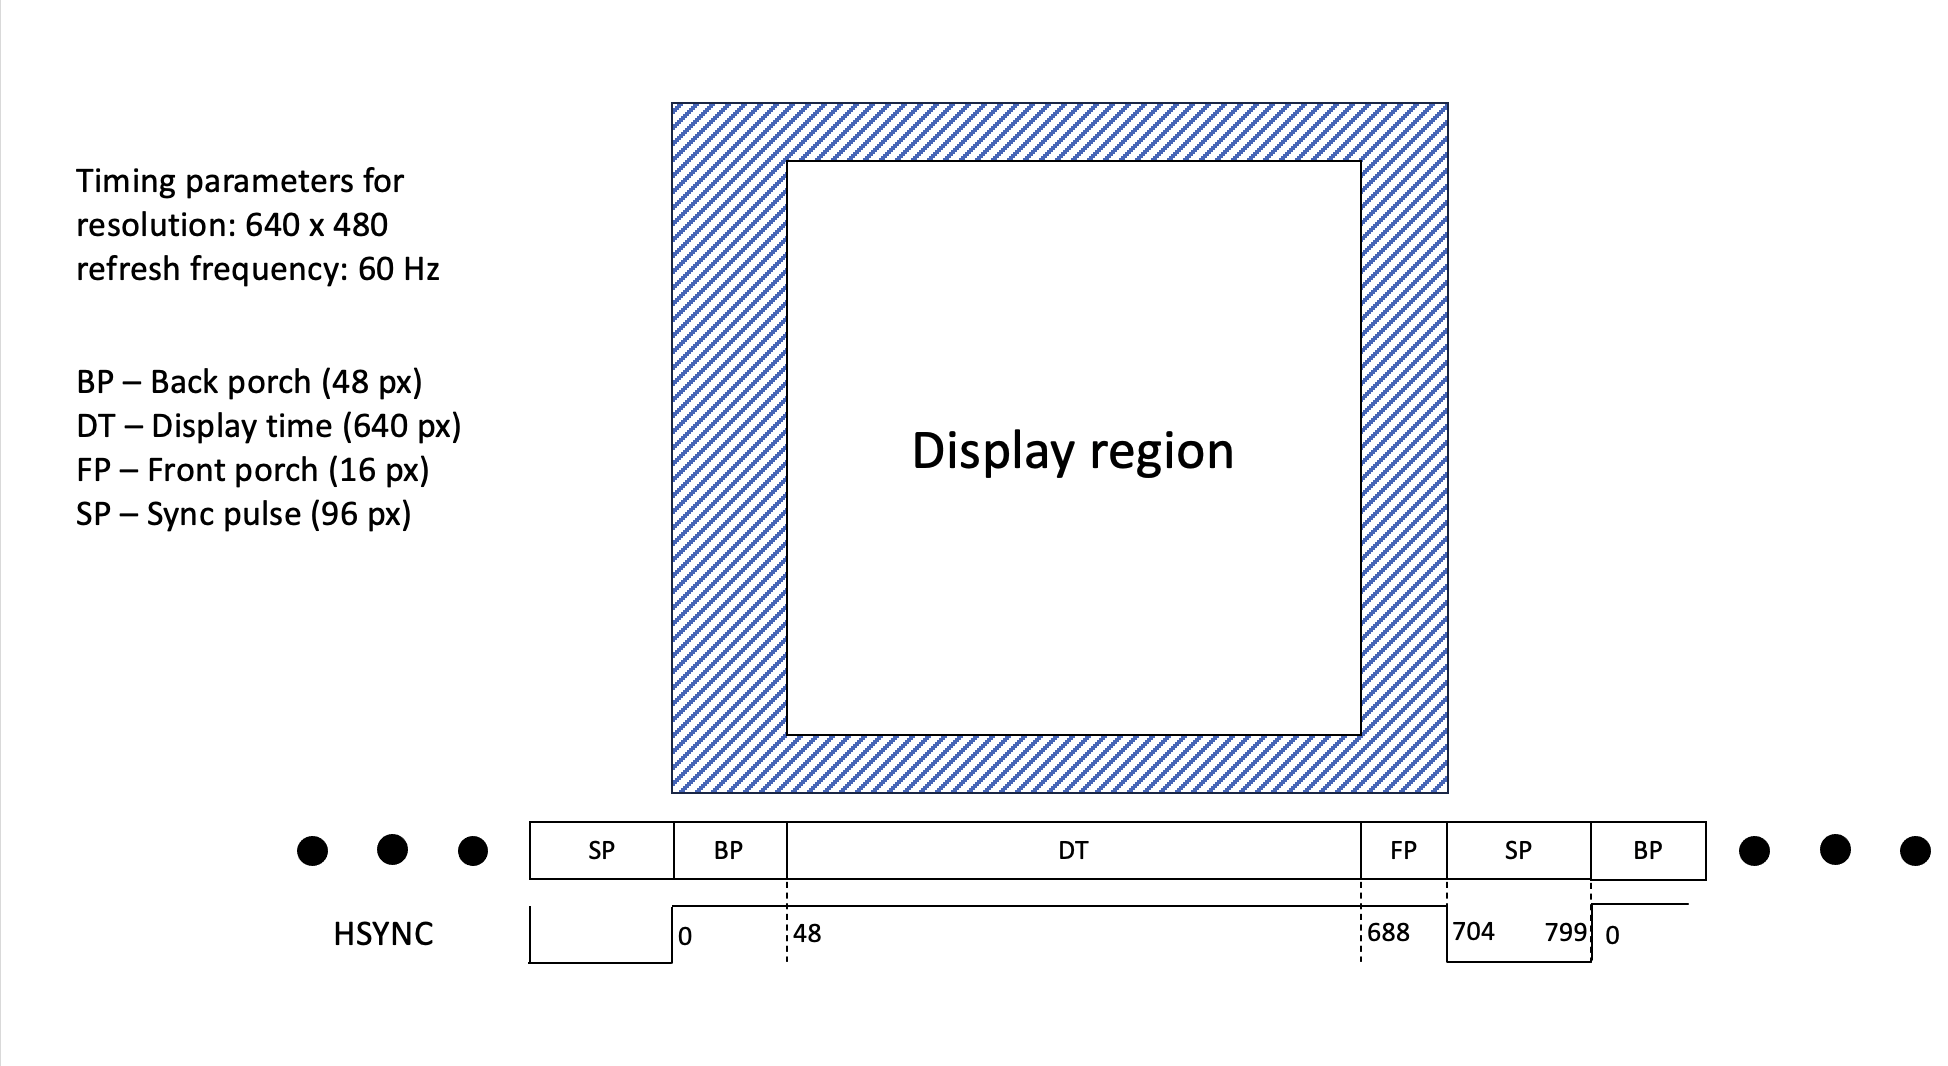 Timing parameters for
resolution: 640 x 480
refresh frequency: 60 Hz
BP – Back porch (48 px)
DT – Display time (640 px)
FP – Front porch (16 px)
SP – Sync pulse (96 px)
Display region
SP BP DT FP SP BP
HSYNC 0 48 688 704 799 0